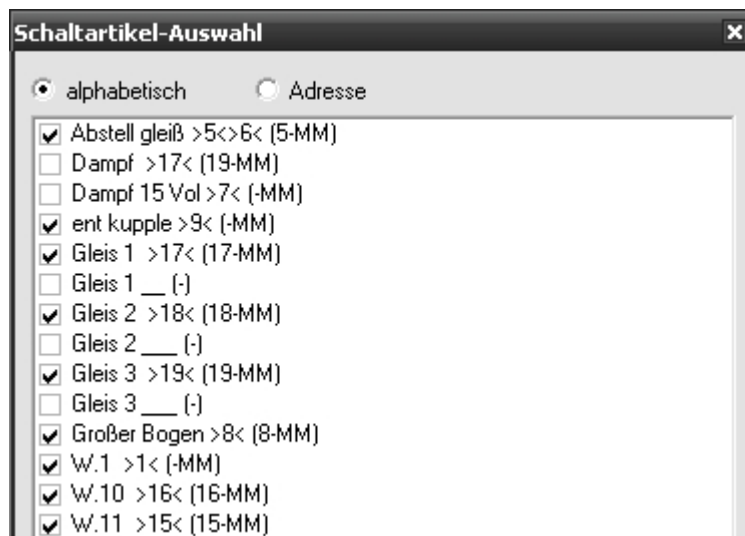 Schaltartikel-Auswahl
alphabetisch Adresse
Abstell gleiß >5<>6< (5-MM)
Dampf >17< (19-MM)
Dampf 15 Vol >7< (-MM)
ent kupple >9< (-MM)
Gleis 1 >17< (17-MM)
Gleis 1 __ (-)
Gleis 2 >18< (18-MM)
Gleis 2 ___ (-)
Gleis 3 >19< (19-MM)
Gleis 3 ___ (-)
Großer Bogen >8< (8-MM)
W.1 >1< (-MM)
W.10 >16< (16-MM)
W.11 >15< (15-MM)